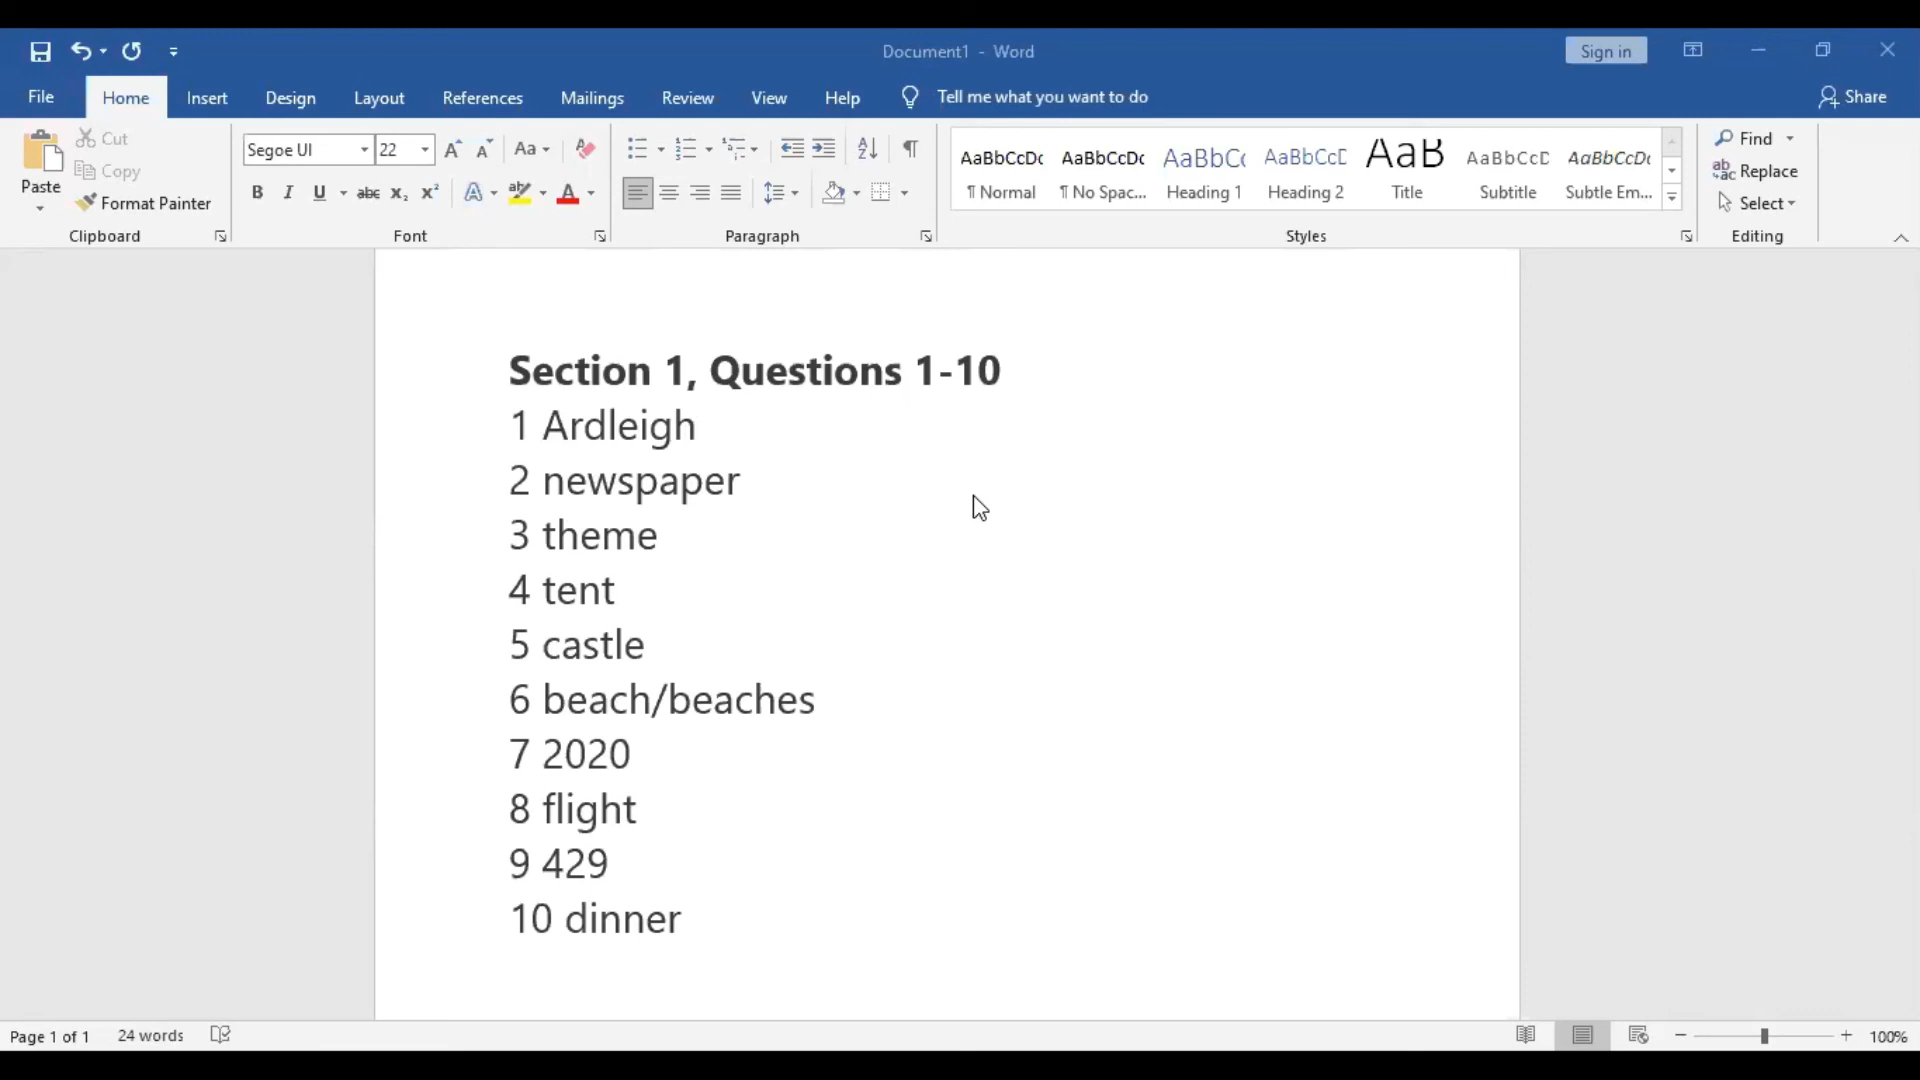 Document1 - Word
Sign in
File Home Insert Design Layout References Mailings Review View Help Tell me what you want to do Share
Paste Cut Copy Format Painter
Clipboard
Segoe UI 22
Font
Paragraph
AaBbCcDc AaBbCcDc AaBbCc AaBbCcD AaB AaBbCcD AaBbCcDc
¶ Normal ¶ No Spac... Heading 1 Heading 2 Title Subtitle Subtle Em...
Styles
Find
Replace
Select
Editing
Section 1, Questions 1-10
1 Ardleigh
2 newspaper
3 theme
4 tent
5 castle
6 beach/beaches
7 2020
8 flight
9 429
10 dinner
Page 1 of 1 24 words 100%